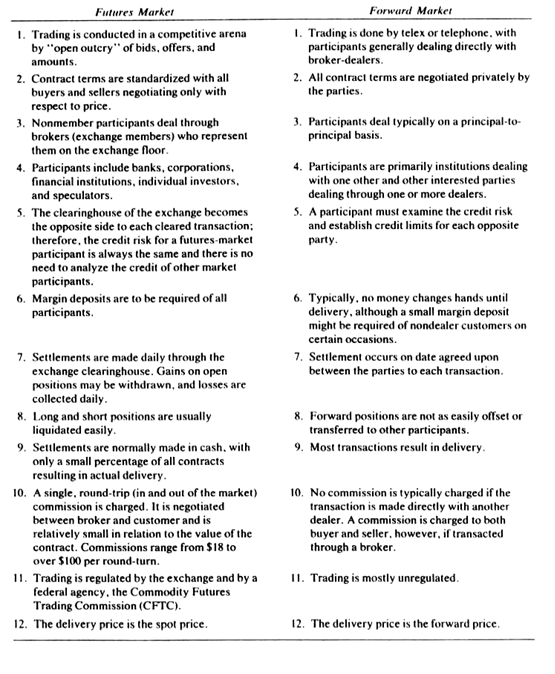 Futures Market
1. Trading is conducted in a competitive arena
by "open outcry" of bids, offers, and
amounts.
2. Contract terms are standardized with all
buyers and sellers negotiating only with
respect to price.
3. Nonmember participants deal through
brokers (exchange members) who represent
them on the exchange floor.
4. Participants include banks, corporations,
financial institutions, individual investors,
and speculators.
5. The clearinghouse of the exchange becomes
the opposite side to each cleared transaction;
therefore, the credit risk for a futures-market
participant is always the same and there is no
need to analyze the credit of other market
participants.
6. Margin deposits are to be required of all
participants.
7. Settlements are made daily through the
exchange clearinghouse. Gains on open
positions may be withdrawn, and losses are
collected daily.
8. Long and short positions are usually
liquidated easily.
9. Settlements are normally made in cash, with
only a small percentage of all contracts
resulting in actual delivery.
10. A single, round-trip (in and out of the market)
commission is charged. It is negotiated
between broker and customer and is
relatively small in relation to the value of the
contract. Commissions range from $18 to
over $100 per round-turn.
11. Trading is regulated by the exchange and by a
federal agency, the Commodity Futures
Trading Commission (CFTC).
12. The delivery price is the spot price.
Forward Market
1. Trading is done by telex or telephone, with
participants generally dealing directly with
broker-dealers.
2. All contract terms are negotiated privately by
the parties.
3. Participants deal typically on a principal-to-
principal basis.
4. Participants are primarily institutions dealing
with one other and other interested parties
dealing through one or more dealers.
5. A participant must examine the credit risk
and establish credit limits for each opposite
party.
6. Typically, no money changes hands until
delivery, although a small margin deposit
might be required of nondealer customers on
certain occasions.
7. Settlement occurs on date agreed upon
between the parties to each transaction.
8. Forward positions are not as easily offset or
transferred to other participants.
9. Most transactions result in delivery.
10. No commission is typically charged if the
transaction is made directly with another
dealer. A commission is charged to both
buyer and seller, however, if transacted
through a broker.
11. Trading is mostly unregulated.
12. The delivery price is the forward price.